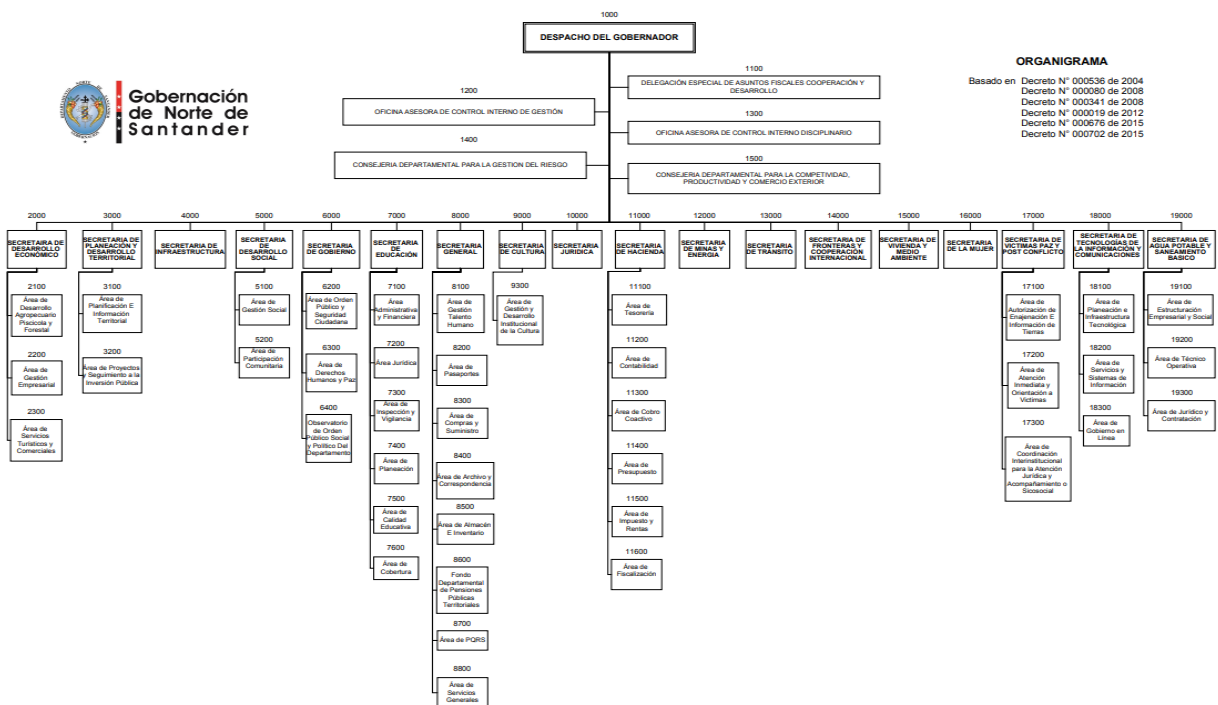 1000
DESPACHO DEL GOBERNADOR
Gobernación
de Norte de
Santander
ORGANIGRAMA
Basado en Decreto N° 000536 de 2004
Decreto N° 000080 de 2008
Decreto N° 000341 de 2008
Decreto N° 000019 de 2012
Decreto N° 000676 de 2015
Decreto N° 000702 de 2015
1100
DELEGACIÓN ESPECIAL DE ASUNTOS FISCALES COOPERACIÓN Y
DESARROLLO
1200
OFICINA ASESORA DE CONTROL INTERNO DE GESTIÓN
1300
OFICINA ASESORA DE CONTROL INTERNO DISCIPLINARIO
1400
CONSEJERIA DEPARTAMENTAL PARA LA GESTION DEL RIESGO
1500
CONSEJERIA DEPARTAMENTAL PARA LA COMPETIVIDAD,
PRODUCTIVIDAD Y COMERCIO EXTERIOR
2000
SECRETAIRA DE
DESARROLLO
ECONÓMICO
2100
Área de
Desarrollo
Agropecuario
Piscicola y
Forestal
2200
Área de
Gestión
Empresarial
2300
Área de
Servicios
Turísticos y
Comerciales
3000
SECRETARIA DE
PLANEACIÓN Y
DESARROLLO
TERRITORIAL
3100
Área de
Planificación E
Información
Territorial
3200
Área de Proyectos
y Seguimiento a la
Inversión Pública
4000
SECRETARIA DE
INFRAESTRUCTURA
5000
SECRETARIA
DE
DESARROLLO
SOCIAL
5100
Área de
Gestión Social
5200
Área de
Participación
Comunitaria
6000
SECRETARIA
DE GOBIERNO
6200
Área de Orden
Público y
Seguridad
Ciudadana
6300
Área de
Derechos
Humanos y Paz
6400
Observatorio
de Orden
Público Social
y Político Del
Departamento
7000
SECRETARIA
DE
EDUCACIÓN
7100
Área
Administrativa
y Financiera
7200
Área Jurídica
7300
Área de
Inspección y
Vigilancia
7400
Área de
Planeación
7500
Área de
Calidad
Educativa
7600
Área de
Cobertura
8000
SECRETARIA
GENERAL
8100
Área de
Gestión
Talento
Humano
8200
Área de
Pasaportes
8300
Área de
Compras y
Suministro
8400
Área de Archivo y
Correspondencia
8500
Área de Almacén
E Inventario
8600
Fondo
Departamental
de Pensiones
Públicas
Territoriales
8700
Área de PQRS
8800
Área de
Servicios
Generales
9000
SECRETARIA
DE CULTURA
9300
Área de
Gestión y
Desarrollo
Institucional
de la Cultura
10000
SECRETARIA
JURIDICA
11000
SECRETARIA
DE HACIENDA
11100
Área de
Tesorería
11200
Área de
Contabilidad
11300
Área de Cobro
Coactivo
11400
Área de
Presupuesto
11500
Área de
Impuesto y
Rentas
11600
Área de
Fiscalización
12000
SECRETARIA
DE MINAS Y
ENERGIA
13000
SECRETARIA
DE TRANSITO
14000
SECRETARIA DE
FRONTERAS Y
COOPERACIÓN
INTERNACIONAL
15000
SECRETARIA DE
VIVIENDA Y
MEDIO
AMBIENTE
16000
SECRETARIA
DE LA MUJER
17000
SECRETARIA DE
VICTIMAS PAZ Y
POST CONFLICTO
17100
Área de
Autorización de
Enajenación E
Información de
Tierras
17200
Área de
Atención
Inmediata y
Orientación a
Victimas
17300
Área de
Coordinación
Interinstitucional
para la Atención
Jurídica y
Acompañamiento o
Sicosocial
18000
SECRETARIA DE
TECNOLOGÍAS DE
LA INFORMACIÓN Y
COMUNICACIONES
18100
Área de
Planeación e
Infraestructura
Tecnológica
18200
Área de
Servicios y
Sistemas de
Información
18300
Área de
Gobierno en
Línea
19000
SECRETARIA DE
AGUA POTABLE Y
SANEAMIENTO
BASICO
19100
Área de
Estructuración
Empresarial y Social
19200
Área de Técnico
Operativa
19300
Área de Jurídico y
Contratación